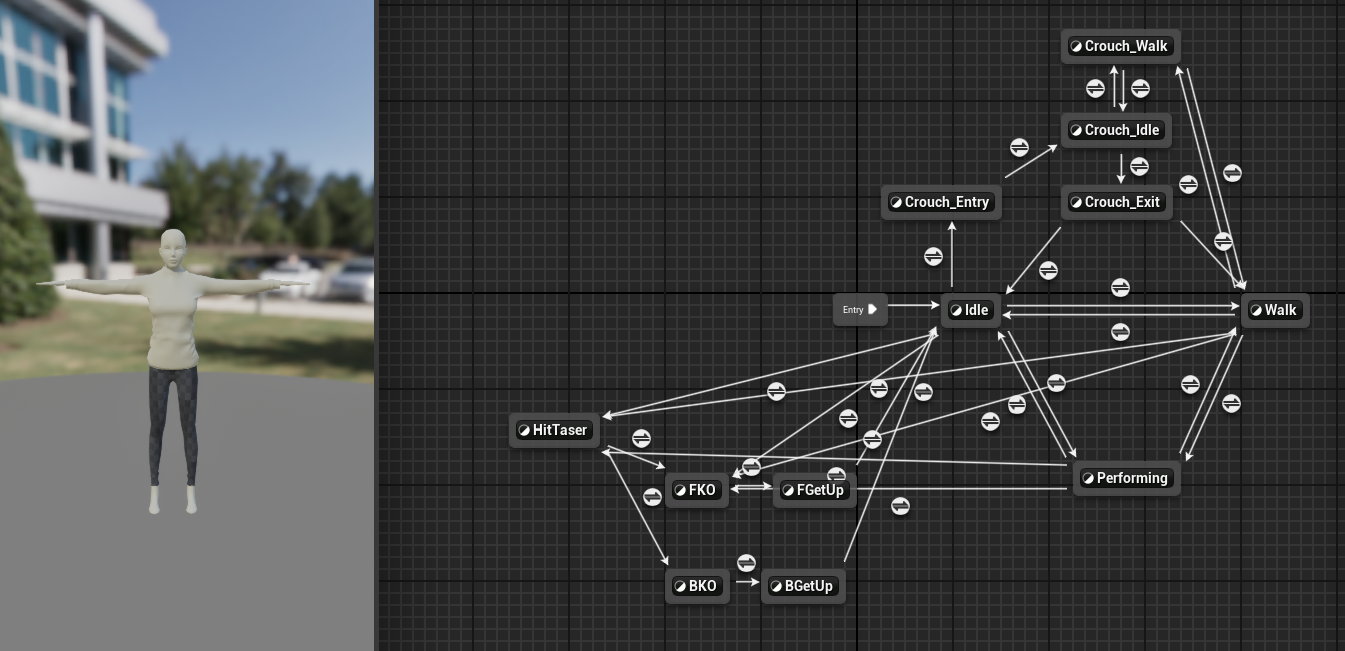 Crouch_Walk
Crouch_Idle
Crouch_Entry
Crouch_Exit
Entry
Idle
Walk
HitTaser
Performing
FKO
FGetUp
BKO
BGetUp